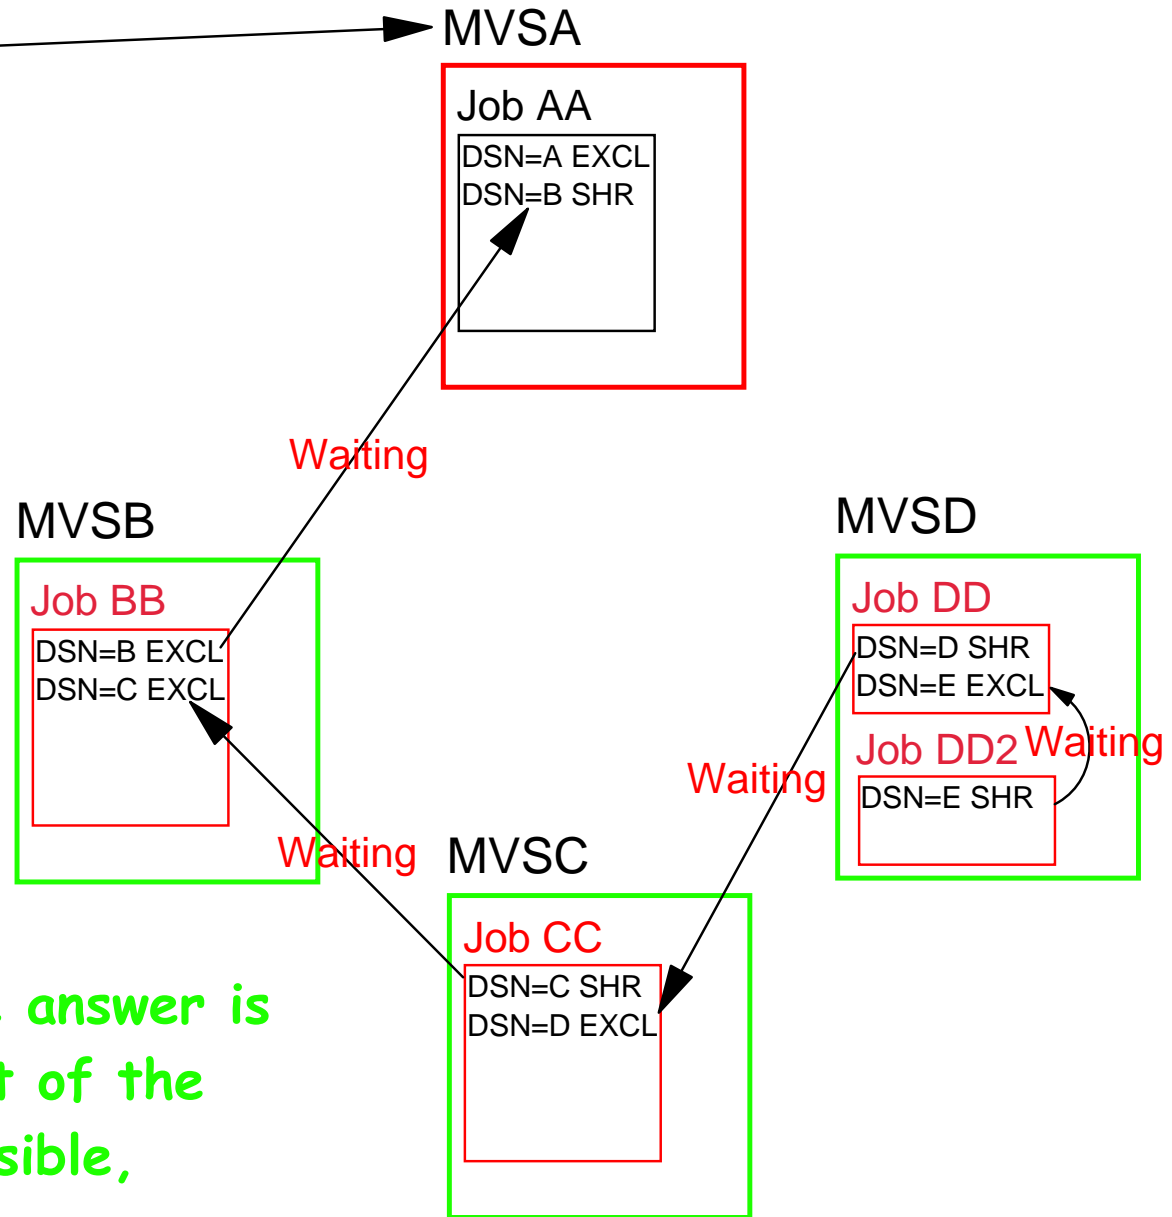 MVSA
Job AA
DSN=A EXCL
DSN=B SHR
Waiting
MVSB
Job BB
DSN=B EXCL
DSN=C EXCL
Waiting
MVSD
Job DD
DSN=D SHR
DSN=E EXCL
Job DD2
Waiting
DSN=E SHR
Waiting
MVSC
Job CC
DSN=C SHR
DSN=D EXCL
answer is
of the
sible,